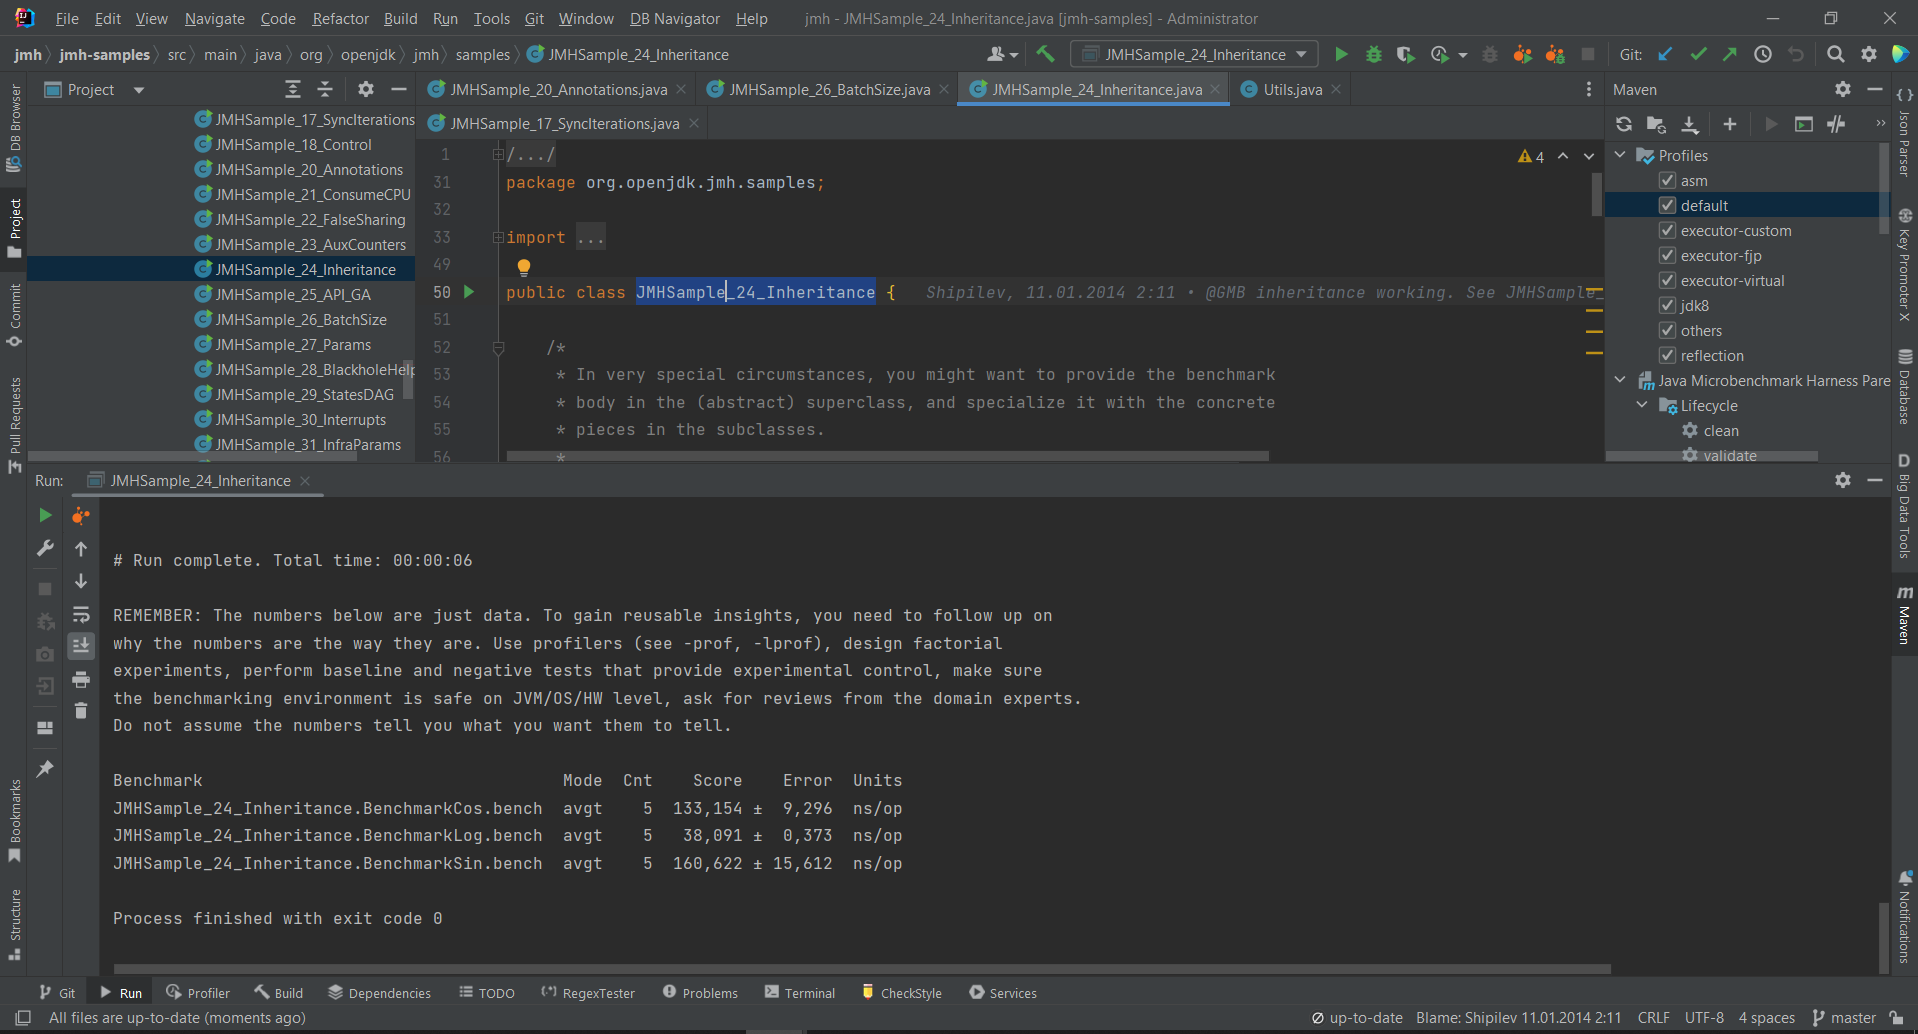 File Edit View Navigate Code Refactor Build Run Tools Git Window DB Navigator Help jmh - JMHSample_24_Inheritance.java [jmh-samples] - Administrator
jmh jmh-samples src main java org openjdk jmh samples JMHSample_24_Inheritance JMHSample_24_Inheritance Git:
DB Browser
Project
Commit
Pull Requests
Bookmarks
Structure
Project
JMHSample_17_SyncIterations
JMHSample_18_Control
JMHSample_20_Annotations
JMHSample_21_ConsumeCPU
JMHSample_22_FalseSharing
JMHSample_23_AuxCounters
JMHSample_24_Inheritance
JMHSample_25_API_GA
JMHSample_26_BatchSize
JMHSample_27_Params
JMHSample_28_BlackholeHelp
JMHSample_29_StatesDAG
JMHSample_30_Interrupts
JMHSample_31_InfraParams
JMHSample_20_Annotations.java JMHSample_26_BatchSize.java JMHSample_24_Inheritance.java Utils.java
JMHSample_17_SyncIterations.java
1 /.../ 4
31 package org.openjdk.jmh.samples;
32
33 import ...
49
50 public class JMHSample_24_Inheritance { Shipilev, 11.01.2014 2:11 • @GMB inheritance working. See JMHSample_
51
52 /*
53 * In very special circumstances, you might want to provide the benchmark
54 * body in the (abstract) superclass, and specialize it with the concrete
55 * pieces in the subclasses.
56 *
Maven
Profiles
asm
default
executor-custom
executor-fjp
executor-virtual
jdk8
others
reflection
Java Microbenchmark Harness Pare
Lifecycle
clean
validate
Json Parser
Key Promoter X
Database
Big Data Tools
Maven
Notifications
Run: JMHSample_24_Inheritance
# Run complete. Total time: 00:00:06
REMEMBER: The numbers below are just data. To gain reusable insights, you need to follow up on
why the numbers are the way they are. Use profilers (see -prof, -lprof), design factorial
experiments, perform baseline and negative tests that provide experimental control, make sure
the benchmarking environment is safe on JVM/OS/HW level, ask for reviews from the domain experts.
Do not assume the numbers tell you what you want them to tell.
Benchmark Mode Cnt Score Error Units
JMHSample_24_Inheritance.BenchmarkCos.bench avgt 5 133,154 ± 9,296 ns/op
JMHSample_24_Inheritance.BenchmarkLog.bench avgt 5 38,091 ± 0,373 ns/op
JMHSample_24_Inheritance.BenchmarkSin.bench avgt 5 160,622 ± 15,612 ns/op
Process finished with exit code 0
Git Run Profiler Build Dependencies TODO RegexTester Problems Terminal CheckStyle Services
All files are up-to-date (moments ago) up-to-date Blame: Shipilev 11.01.2014 2:11 CRLF UTF-8 4 spaces master